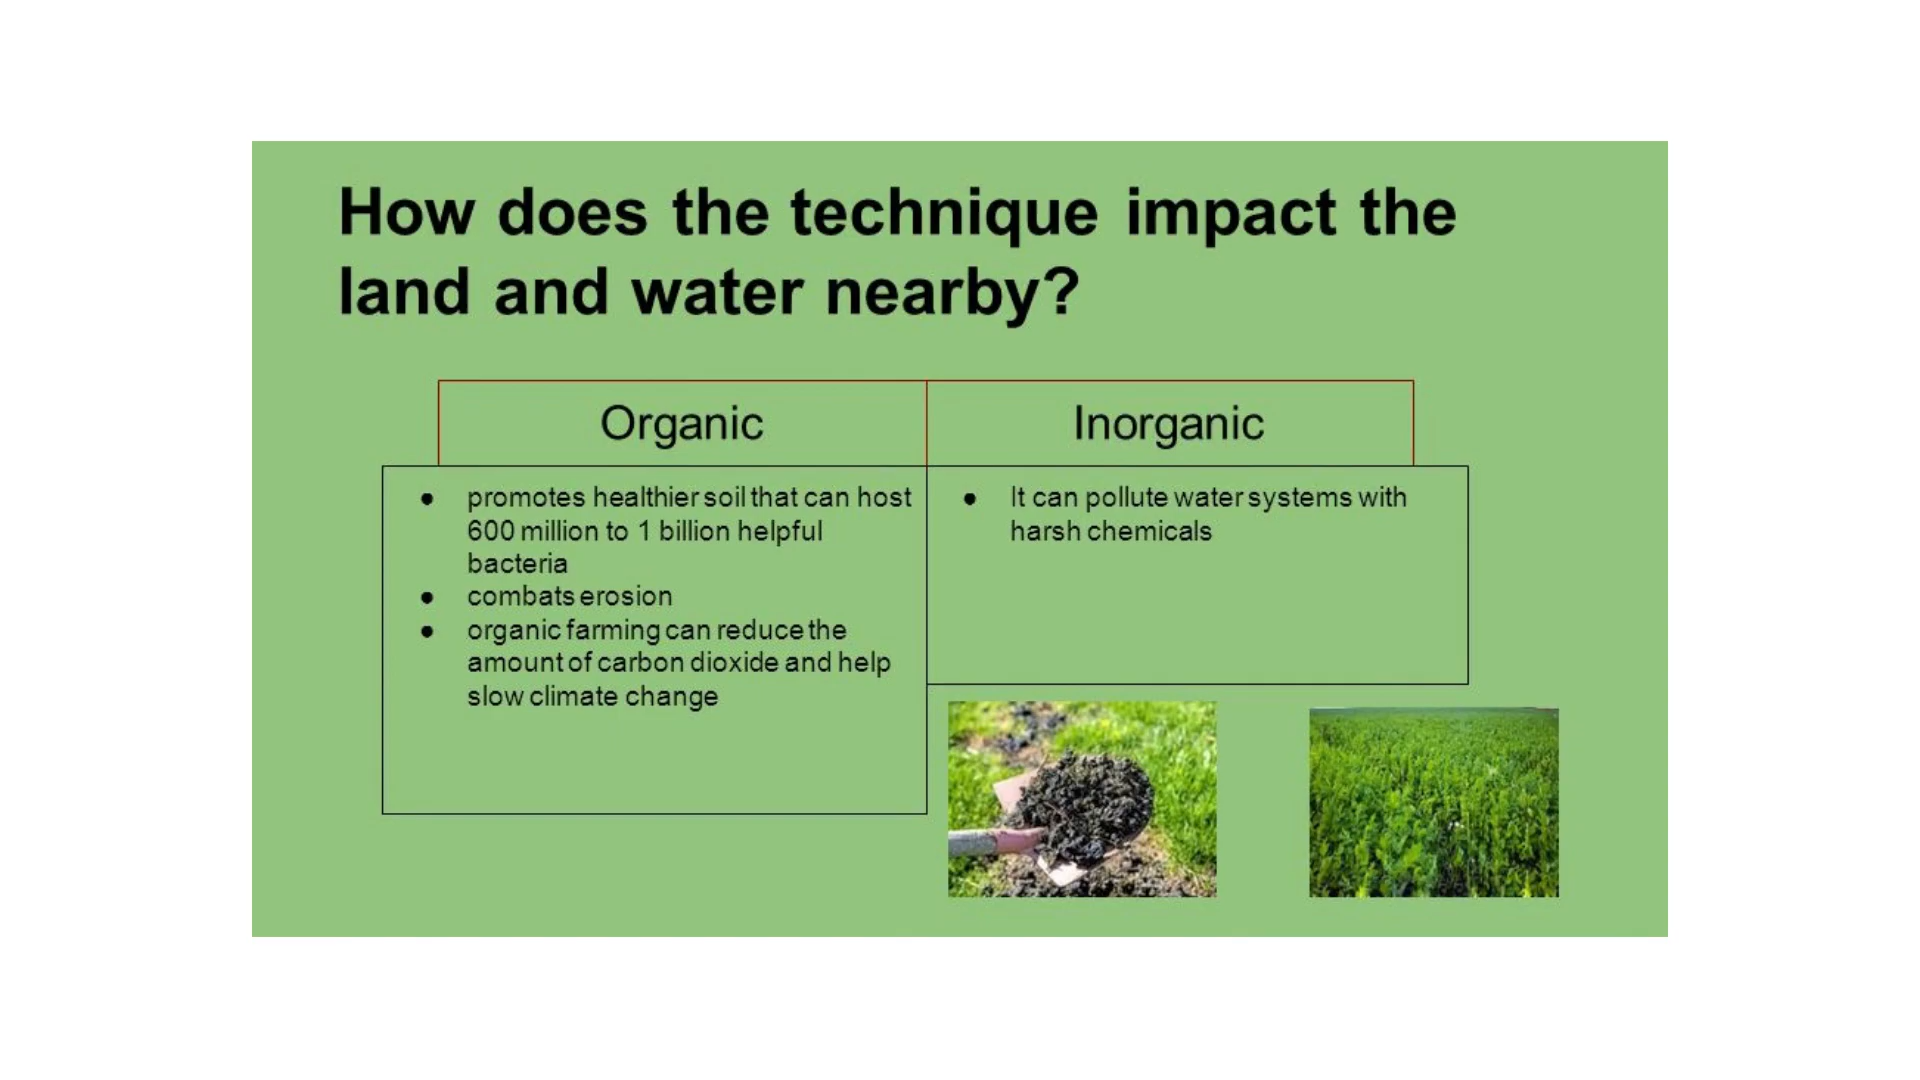 How does the technique impact the
land and water nearby?
Organic
Inorganic
● promotes healthier soil that can host
600 million to 1 billion helpful
bacteria
● combats erosion
● organic farming can reduce the
amount of carbon dioxide and help
slow climate change
● It can pollute water systems with
harsh chemicals